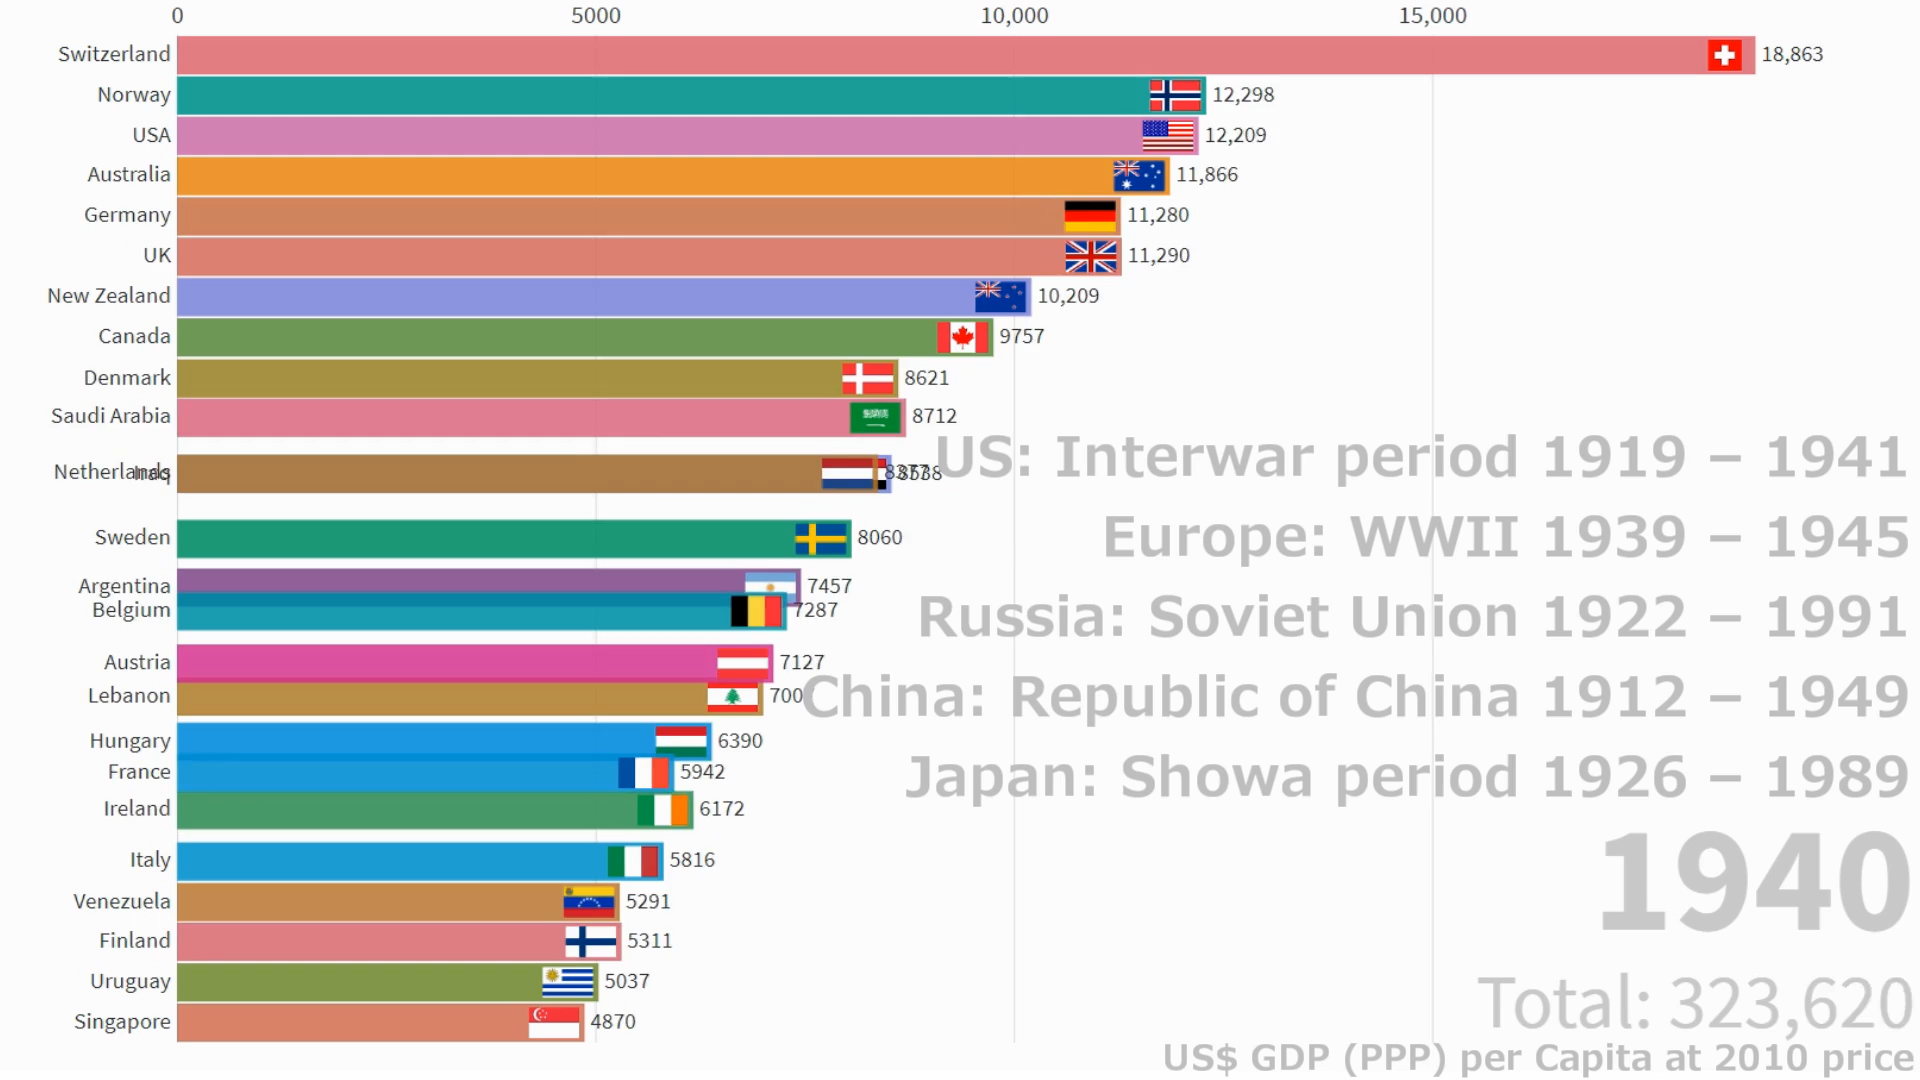 0 5000 10,000 15,000
Switzerland 18,863
Norway 12,298
USA 12,209
Australia 11,866
Germany 11,280
UK 11,290
New Zealand 10,209
Canada 9757
Denmark 8621
Saudi Arabia 8712
US: Interwar period 1919 – 1941
Netherlands
Sweden 8060
Europe: WWII 1939 – 1945
Argentina 7457
Belgium 7287
Russia: Soviet Union 1922 – 1991
Austria 7127
Lebanon 700
China: Republic of China 1912 – 1949
Hungary 6390
France 5942
Japan: Showa period 1926 – 1989
Ireland 6172
Italy 5816
1940
Venezuela 5291
Finland 5311
Uruguay 5037
Total: 323,620
Singapore 4870
US$ GDP (PPP) per Capita at 2010 price